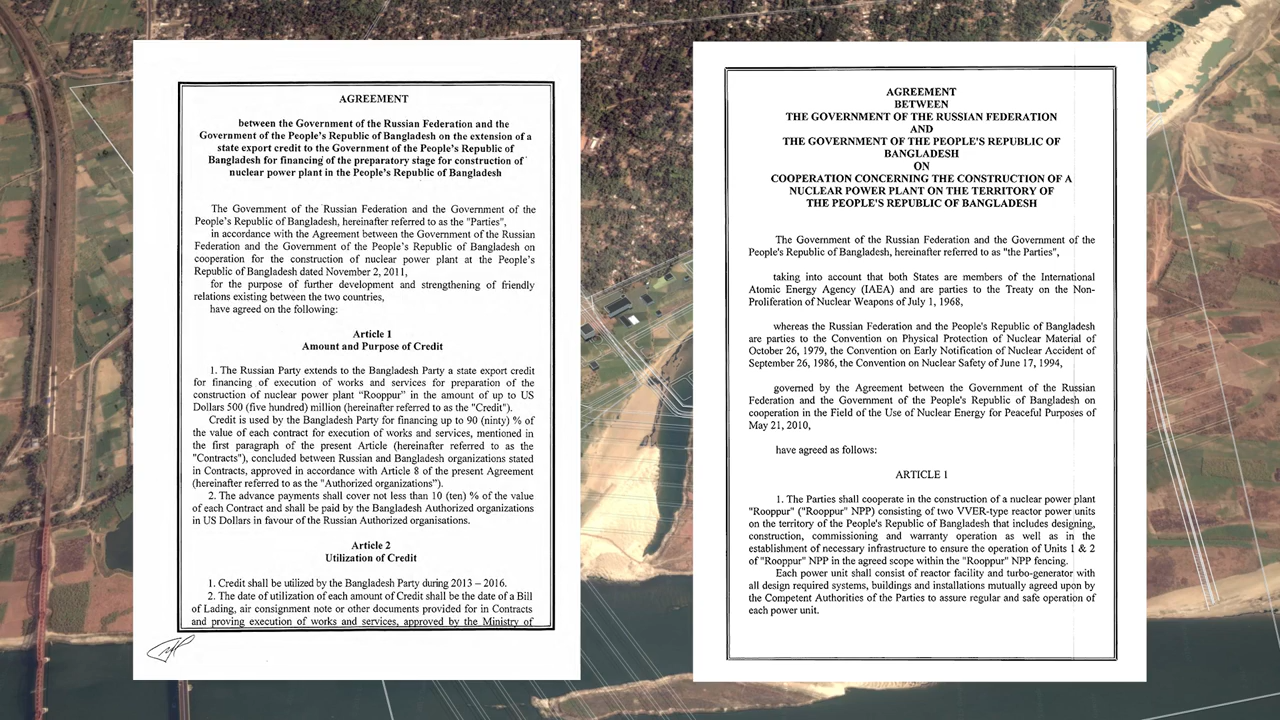 AGREEMENT
between the Government of the Russian Federation and the
Government of the People's Republic of Bangladesh on the extension of a
state export credit to the Government of the People's Republic of
Bangladesh for financing of the preparatory stage for construction of
nuclear power plant in the People's Republic of Bangladesh
The Government of the Russian Federation and the Government of the
People's Republic of Bangladesh, hereinafter referred to as the "Parties",
in accordance with the Agreement between the Government of the Russian
Federation and the Government of the People's Republic of Bangladesh on
cooperation for the construction of nuclear power plant at the People's
Republic of Bangladesh dated November 2, 2011,
for the purpose of further development and strengthening of friendly
relations existing between the two countries,
have agreed on the following:
Article 1
Amount and Purpose of Credit
1. The Russian Party extends to the Bangladesh Party a state export credit
for financing of execution of works and services for preparation of the
construction of nuclear power plant "Rooppur" in the amount of up to US
Dollars 500 (five hundred) million (hereinafter referred to as the "Credit").
Credit is used by the Bangladesh Party for financing up to 90 (ninty) % of
the value of each contract for execution of works and services, mentioned in
the first paragraph of the present Article (hereinafter referred to as the
"Contracts"), concluded between Russian and Bangladesh organizations stated
in Contracts, approved in accordance with Article 8 of the present Agreement
(hereinafter referred to as the "Authorized organizations").
2. The advance payments shall cover not less than 10 (ten) % of the value
of each Contract and shall be paid by the Bangladesh Authorized organizations
in US Dollars in favour of the Russian Authorized organisations.
Article 2
Utilization of Credit
1. Credit shall be utilized by the Bangladesh Party during 2013 – 2016.
2. The date of utilization of each amount of Credit shall be the date of a Bill
of Lading, air consignment note or other documents provided for in Contracts
and proving execution of works and services, approved by the Ministry of
AGREEMENT
BETWEEN
THE GOVERNMENT OF THE RUSSIAN FEDERATION
AND
THE GOVERNMENT OF THE PEOPLE'S REPUBLIC OF
BANGLADESH
ON
COOPERATION CONCERNING THE CONSTRUCTION OF A
NUCLEAR POWER PLANT ON THE TERRITORY OF
THE PEOPLE'S REPUBLIC OF BANGLADESH
The Government of the Russian Federation and the Government of the
People's Republic of Bangladesh, hereinafter referred to as "the Parties",
taking into account that both States are members of the International
Atomic Energy Agency (IAEA) and are parties to the Treaty on the Non-
Proliferation of Nuclear Weapons of July 1, 1968,
whereas the Russian Federation and the People's Republic of Bangladesh
are parties to the Convention on Physical Protection of Nuclear Material of
October 26, 1979, the Convention on Early Notification of Nuclear Accident of
September 26, 1986, the Convention on Nuclear Safety of June 17, 1994,
governed by the Agreement between the Government of the Russian
Federation and the Government of the People's Republic of Bangladesh on
cooperation in the Field of the Use of Nuclear Energy for Peaceful Purposes of
May 21, 2010,
have agreed as follows:
ARTICLE 1
1. The Parties shall cooperate in the construction of a nuclear power plant
"Rooppur" ("Rooppur" NPP) consisting of two VVER-type reactor power units
on the territory of the People's Republic of Bangladesh that includes designing,
construction, commissioning and warranty operation as well as in the
establishment of necessary infrastructure to ensure the operation of Units 1 & 2
of "Rooppur" NPP in the agreed scope within the "Rooppur" NPP fencing.
Each power unit shall consist of reactor facility and turbo-generator with
all design required systems, buildings and installations mutually agreed upon by
the Competent Authorities of the Parties to assure regular and safe operation of
each power unit.